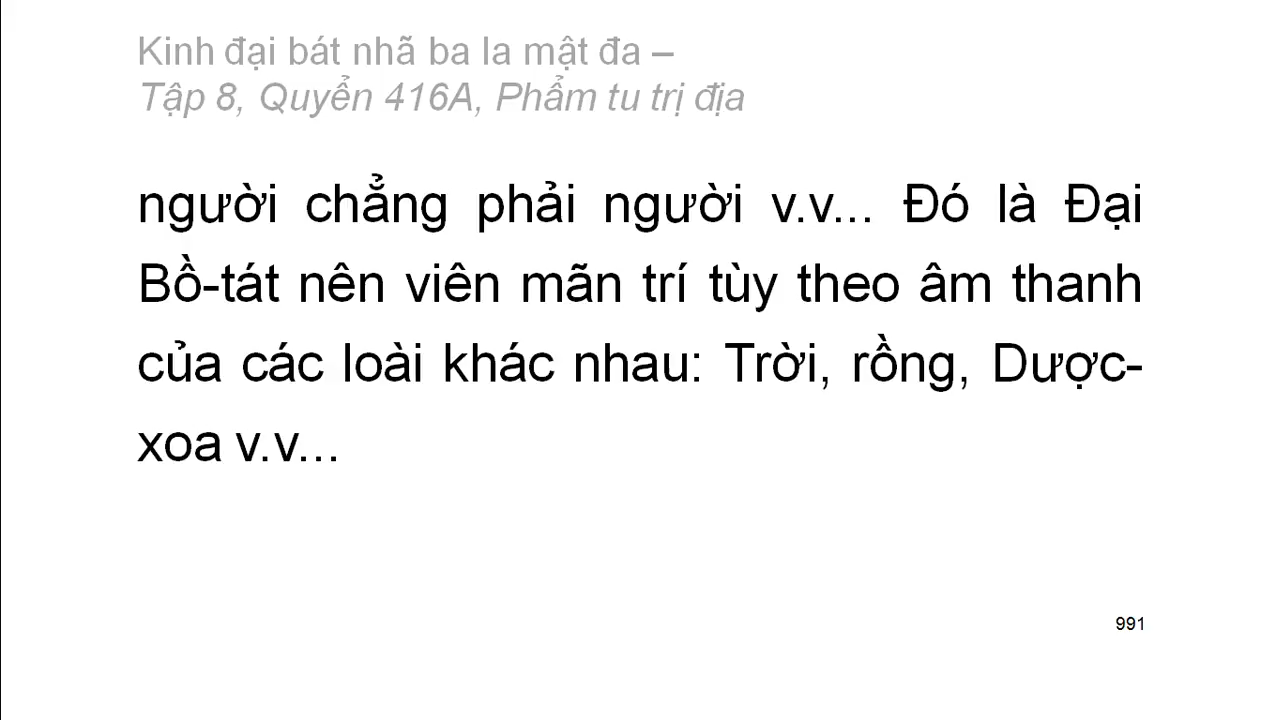 Kinh đại bát nhã ba la mật đa –
Tập 8, Quyển 416A, Phẩm tu trị địa
người chẳng phải người v.v... Đó là Đại
Bồ-tát nên viên mãn trí tùy theo âm thanh
của các loài khác nhau: Trời, rồng, Dược-
xoa v.v...
991